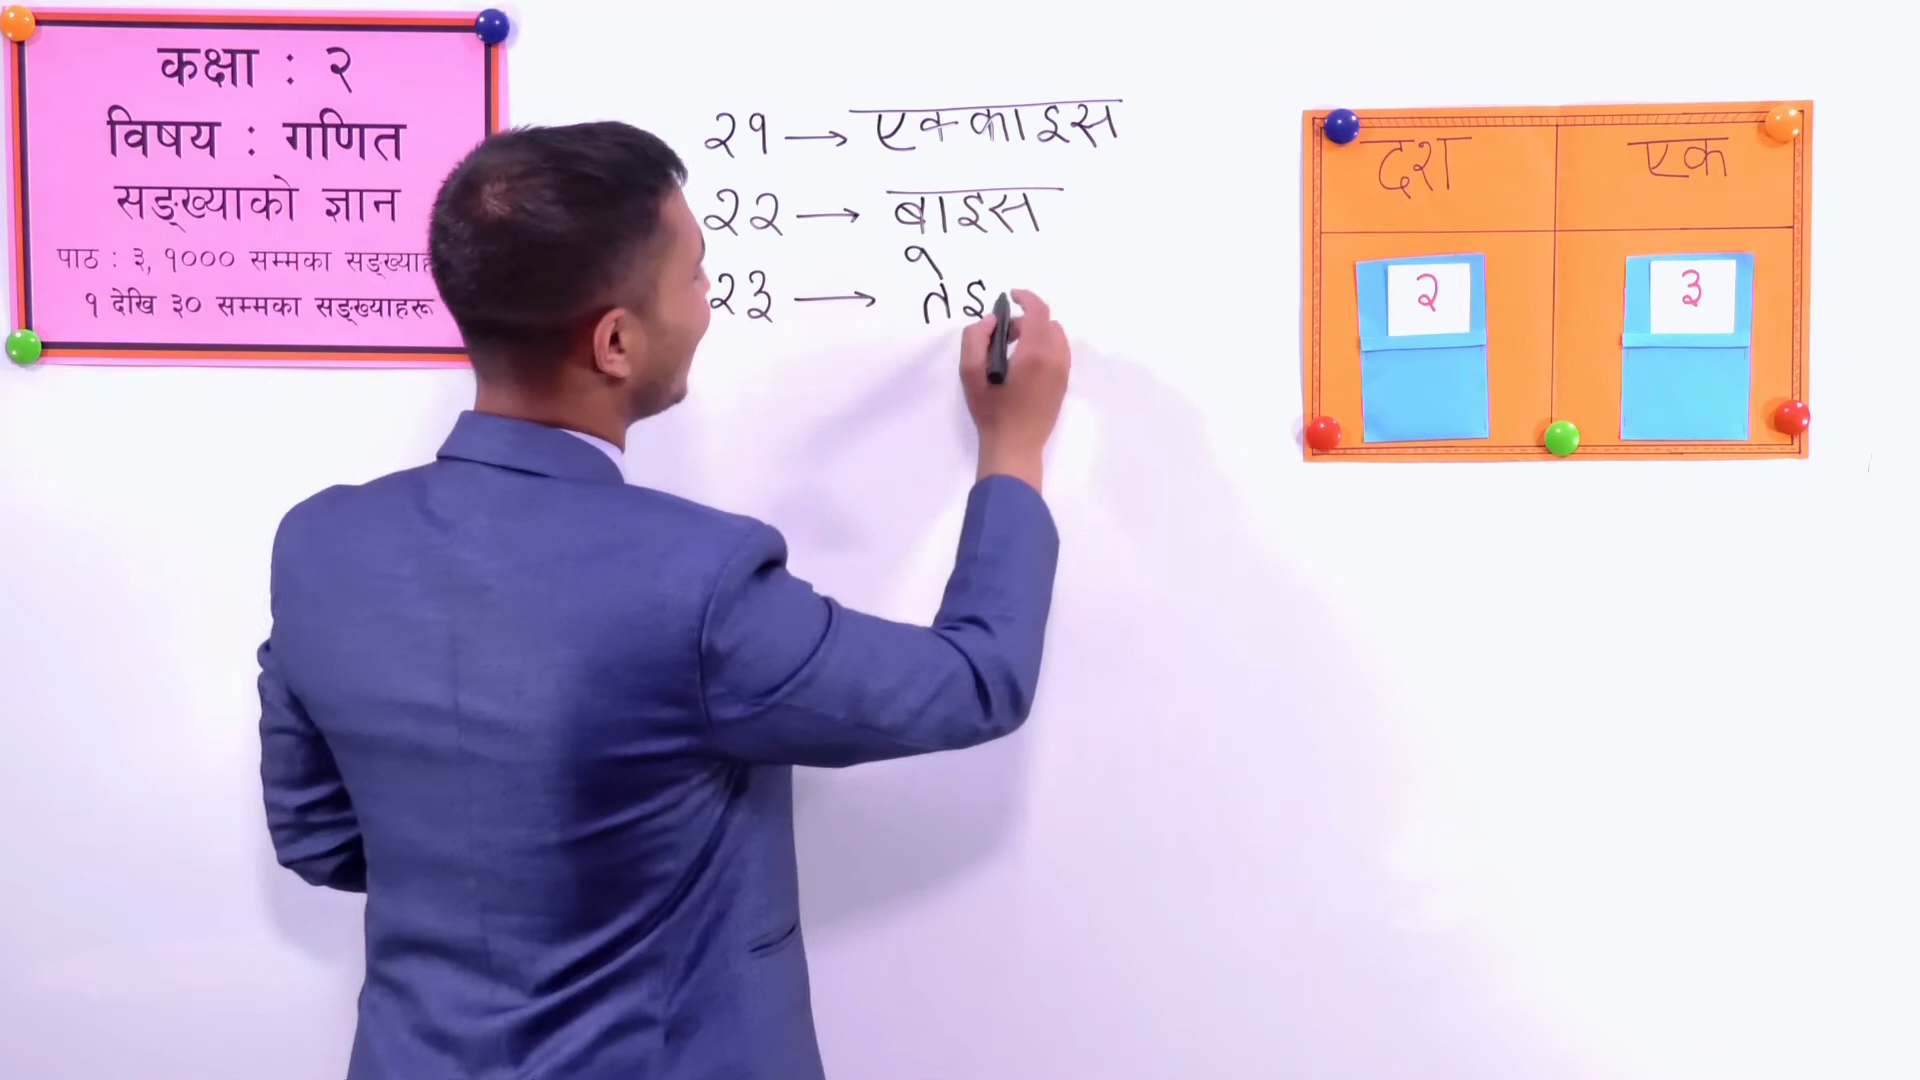 कक्षा : २
विषय : गणित
सङ्ख्याको ज्ञान
पाठ : ३, १००० सम्मका
१ देखि ३० सम्मका सङ्ख्याहरू
२१ → एक्काइस
२२ → बाइस
२३ → तेइ
दश एक
२ ३